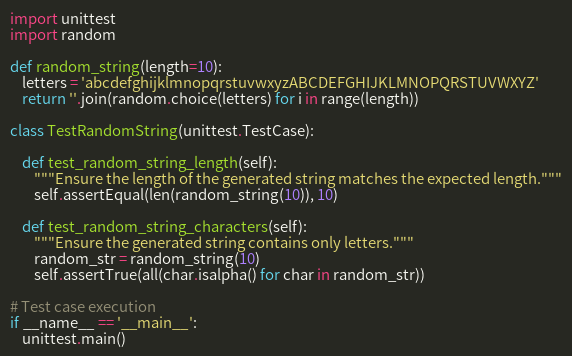 import unittest
import random

def random_string(length=10):
    letters = 'abcdefghijklmnopqrstuvwxyzABCDEFGHIJKLMNOPQRSTUVWXYZ'
    return ''.join(random.choice(letters) for i in range(length))

class TestRandomString(unittest.TestCase):

    def test_random_string_length(self):
        """Ensure the length of the generated string matches the expected length."""
        self.assertEqual(len(random_string(10)), 10)

    def test_random_string_characters(self):
        """Ensure the generated string contains only letters."""
        random_str = random_string(10)
        self.assertTrue(all(char.isalpha() for char in random_str))

# Test case execution
if __name__ == '__main__':
    unittest.main()